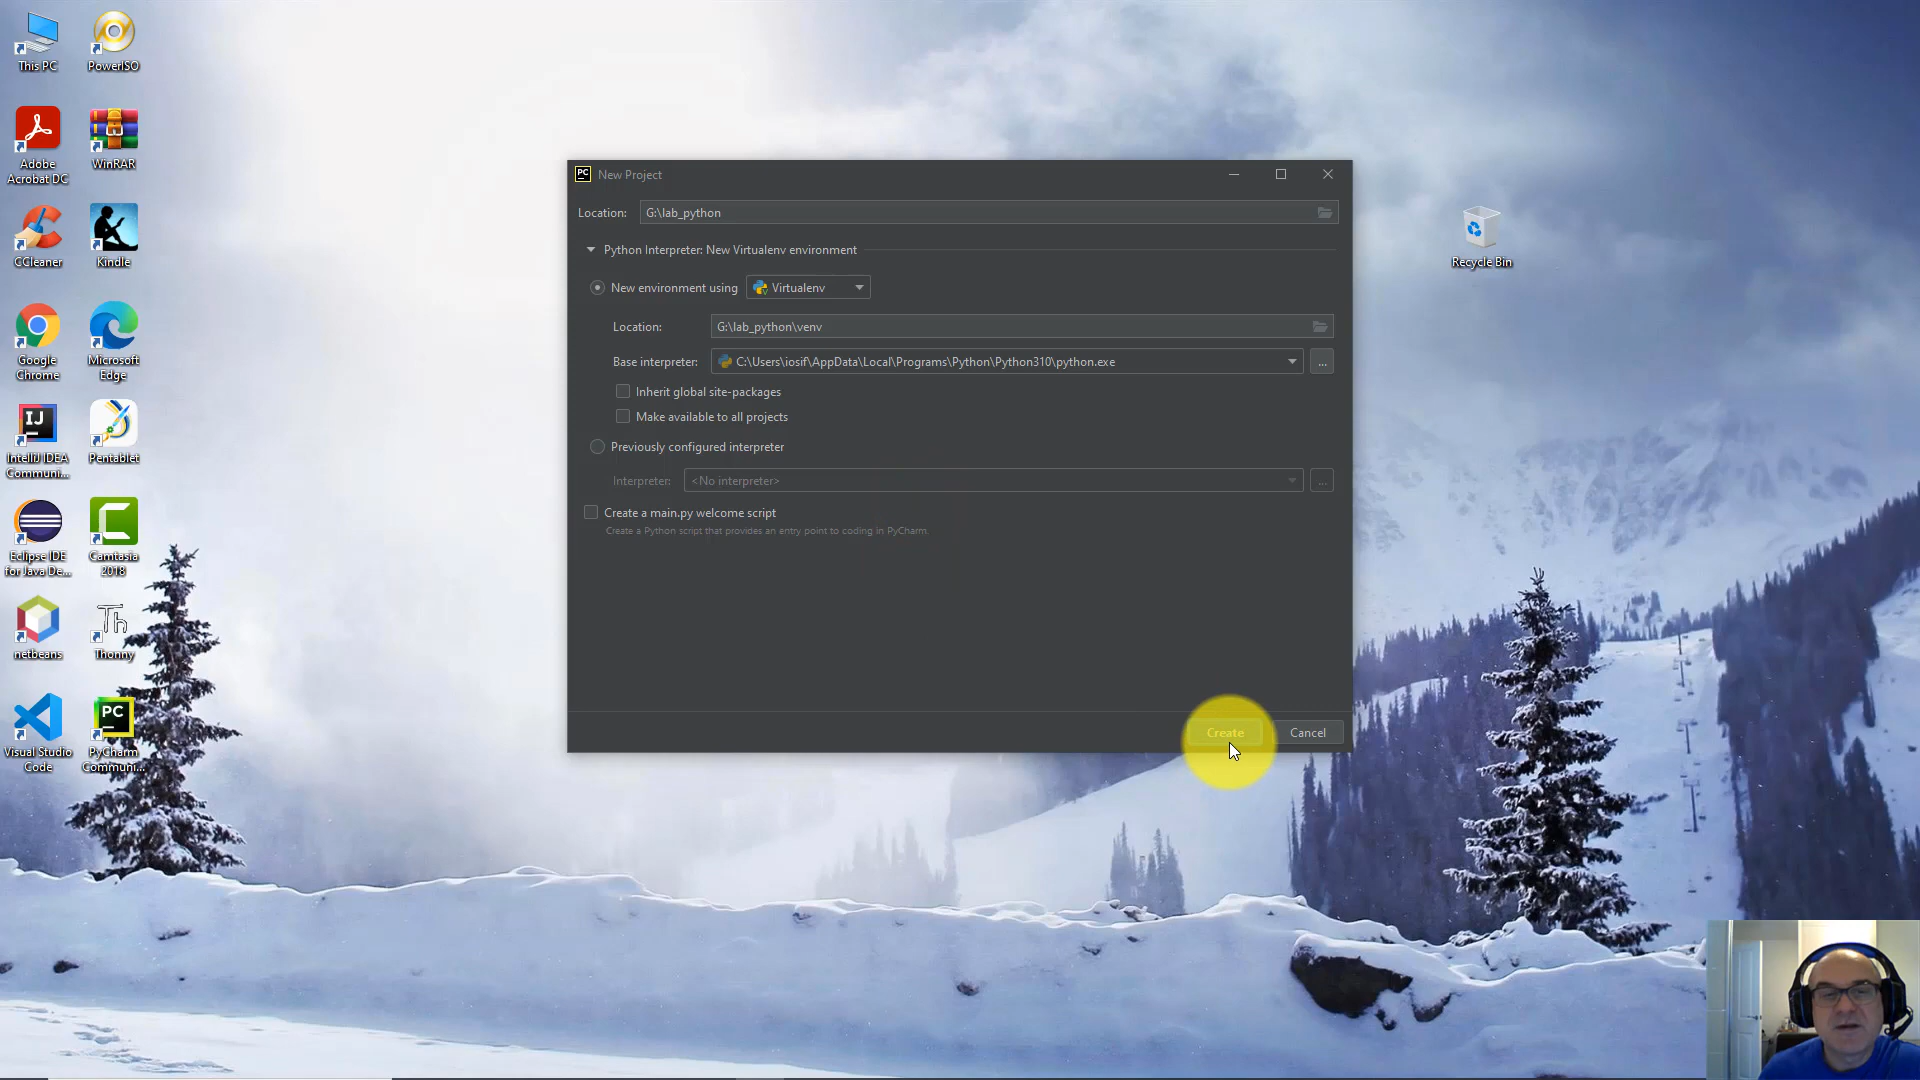 This PC
PowerISO
Adobe
Acrobat DC
WinRAR
CCleaner
Kindle
Google
Chrome
Microsoft
Edge
IJ
IntelliJ IDEA
Communi...
Pentablet
Eclipse IDE
for Java De...
Camtasia
2018
netbeans
Th
Thonny
Visual Studio
Code
PC
PyCharm
Communi...
Recycle Bin
PC
New Project
Location: G:\lab_python
Python Interpreter: New Virtualenv environment
New environment using Virtualenv
Location: G:\lab_python\venv
Base interpreter: C:\Users\iosif\AppData\Local\Programs\Python\Python310\python.exe ...
Inherit global site-packages
Make available to all projects
Previously configured interpreter
Interpreter: <No interpreter> ...
Create a main.py welcome script
Create a Python script that provides an entry point to coding in PyCharm.
Create Cancel